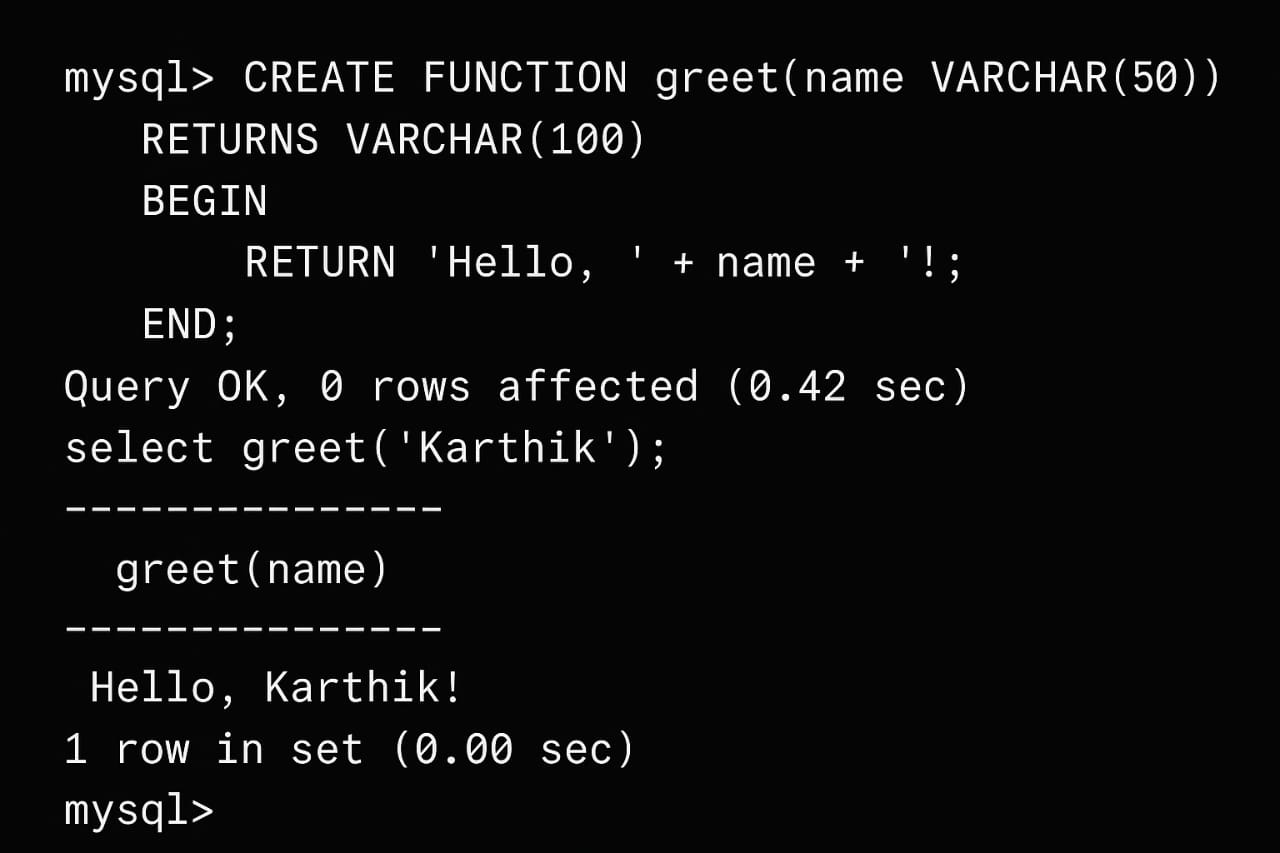 mysql> CREATE FUNCTION greet(name VARCHAR(50))
RETURNS VARCHAR(100)
BEGIN
RETURN 'Hello, ' + name + '!;
END;
Query OK, 0 rows affected (0.42 sec)
select greet('Karthik');
---------------
greet(name)
---------------
Hello, Karthik!
1 row in set (0.00 sec)
mysql>